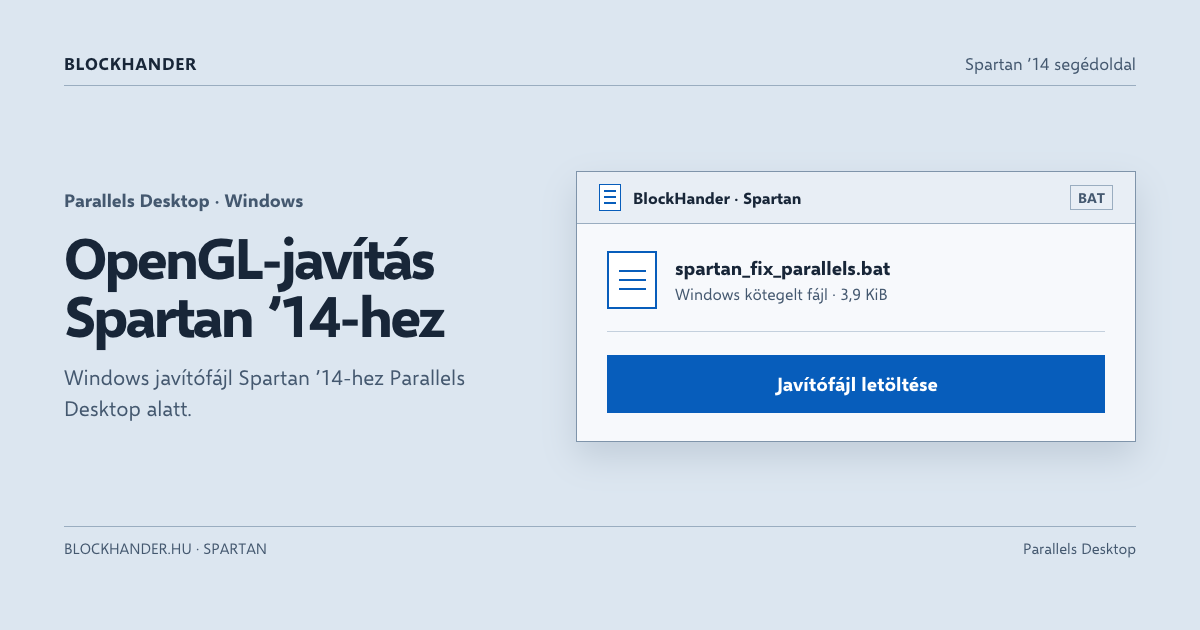 BLOCKHANDER
Spartan ’14 segédoldal
Parallels Desktop · Windows
OpenGL-javítás
Spartan ’14-hez
Windows javítófájl Spartan ’14-hez Parallels
Desktop alatt.
BlockHander · Spartan
BAT
spartan_fix_parallels.bat
Windows kötegelt fájl · 3,9 KiB
Javítófájl letöltése
BLOCKHANDER.HU · SPARTAN
Parallels Desktop